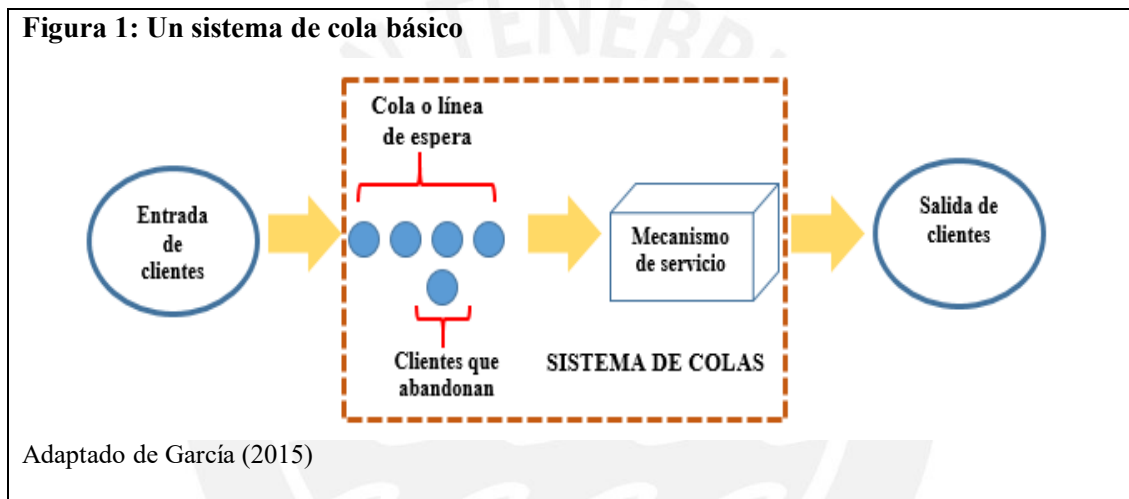 N TENEBR
Figura 1: Un sistema de cola básico
Cola o línea
de espera
Entrada
de
clientes
Mecanismo
de servicio
Salida de
clientes
Clientes que
abandonan
SISTEMA DE COLAS
Adaptado de García (2015)